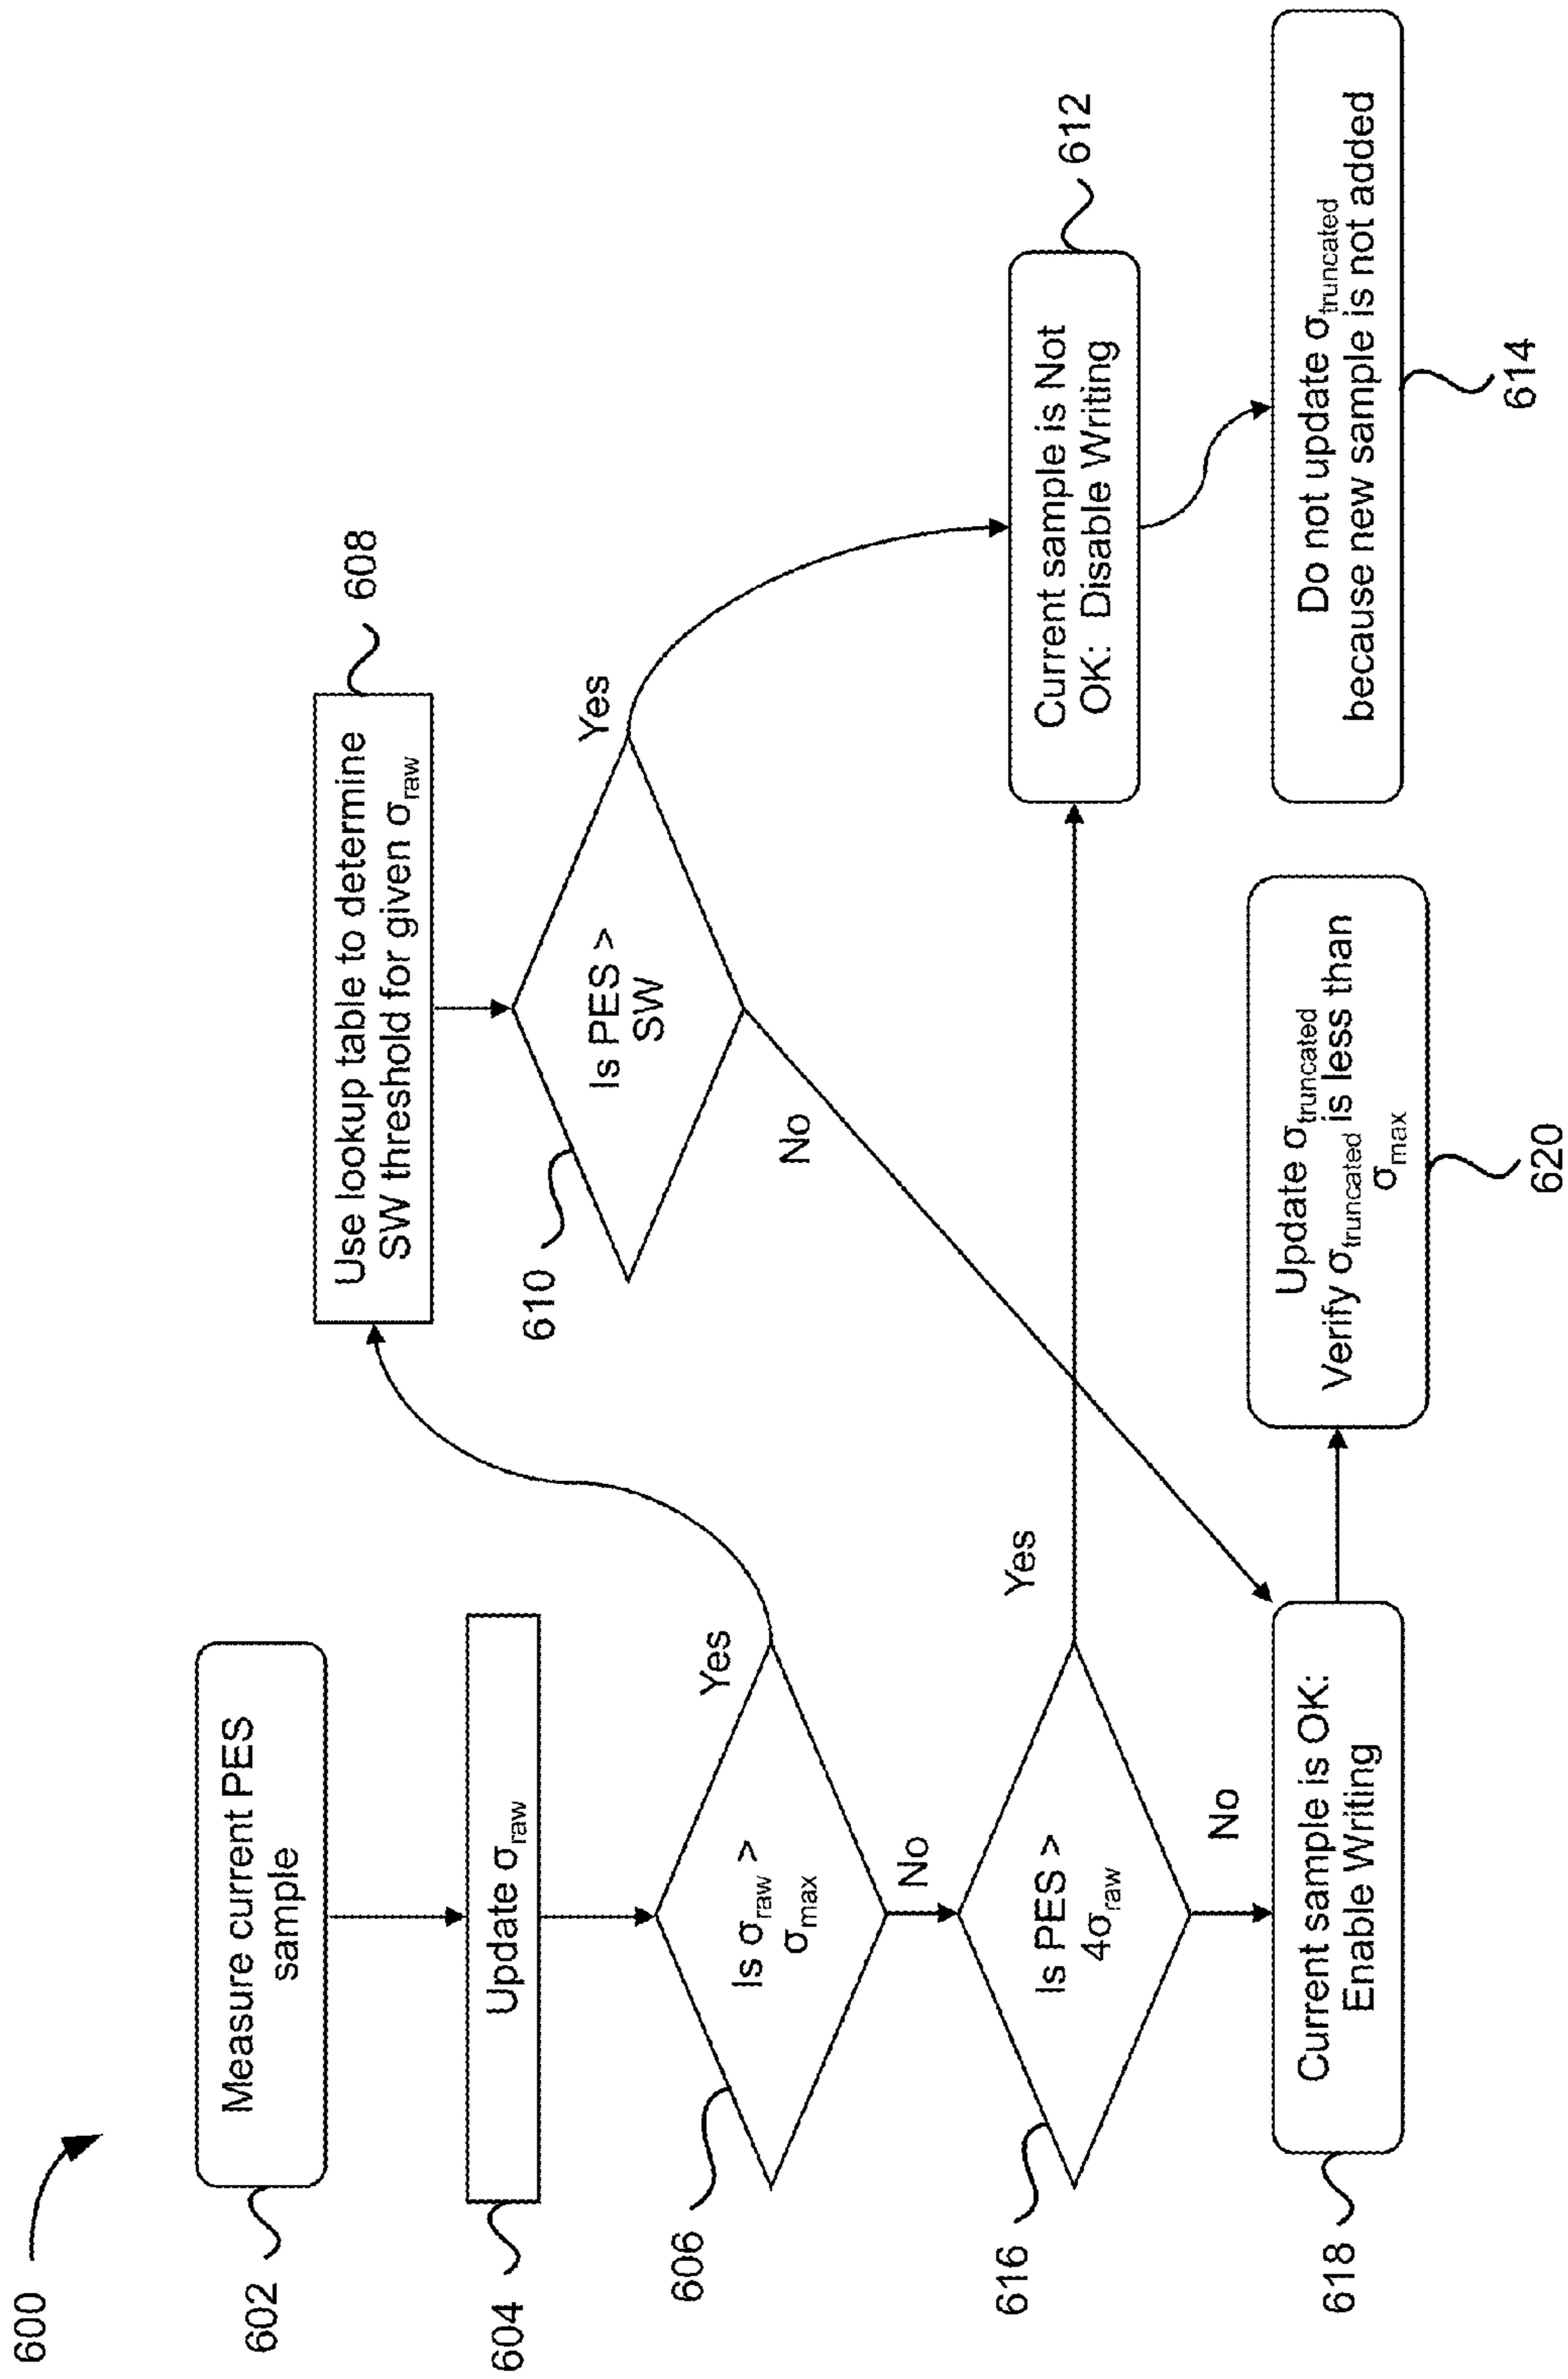 600
602
Measure current PES
sample
604
Update σraw
606
Is σraw >
σmax
Yes
No
608
Use lookup table to determine
SW threshold for given σraw
610
Is PES >
SW
Yes
No
616
Is PES >
4σraw
Yes
No
612
Current sample is Not
OK: Disable Writing
618
Current sample is OK:
Enable Writing
Update σtruncated
Verify σtruncated is less than
σmax
620
Do not update σtruncated
because new sample is not added
614